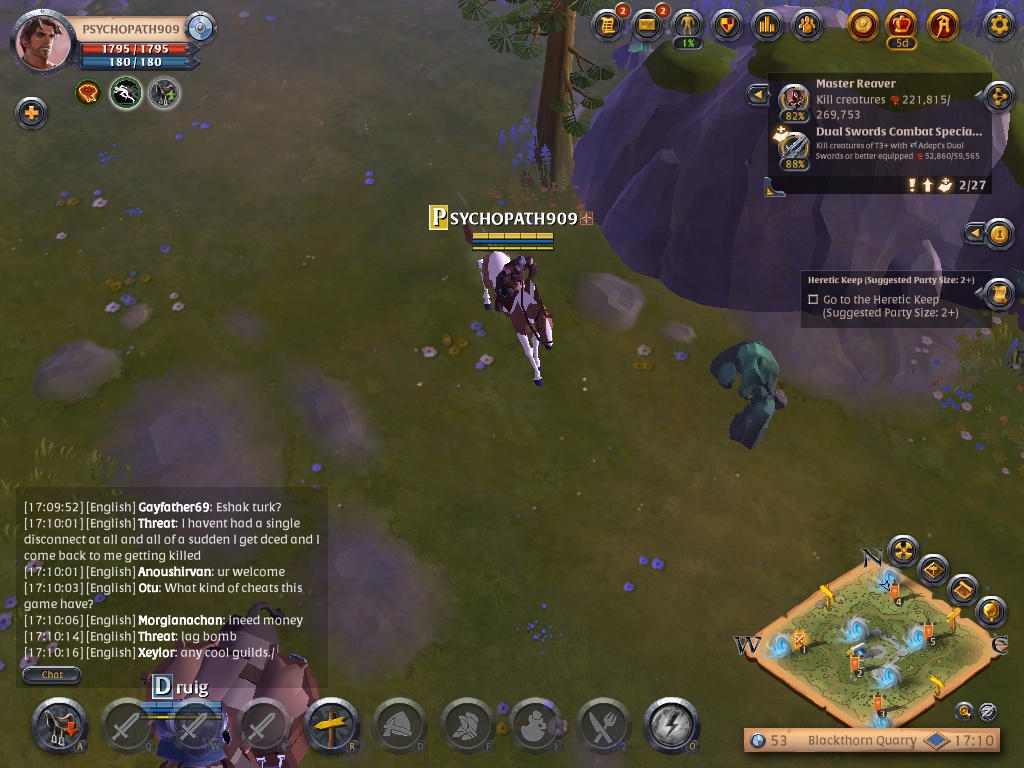 PSYCHOPATH909
1795 / 1795
180 / 180
2
2
1%
5d
Master Reaver
Kill creatures 221,815/
269,753
82%
Dual Swords Combat Specia...
Kill creatures of T3+ with Adept's Dual
Swords or better equipped 52,860/59,565
88%
2/27
PSYCHOPATH909
Heretic Keep (Suggested Party Size: 2+)
Go to the Heretic Keep
(Suggested Party Size: 2+)
[17:09:52] [English] Gayfather69: Eshak turk?
[17:10:01] [English] Threat: I havent had a single
disconnect at all and all of a sudden I get dced and I
come back to me getting killed
[17:10:01] [English] Anoushirvan: ur welcome
[17:10:03] [English] Otu: What kind of cheats this
game have?
[17:10:06] [English] Morgianachan: ineed money
[17:10:14] [English] Threat: lag bomb
[17:10:16] [English] Xeylor: any cool guilds./
Chat
Druig
A
Q
W
E
R
D
F
1
2
O
N
W
E
4
1
5
2
3
53
Blackthorn Quarry
17:10